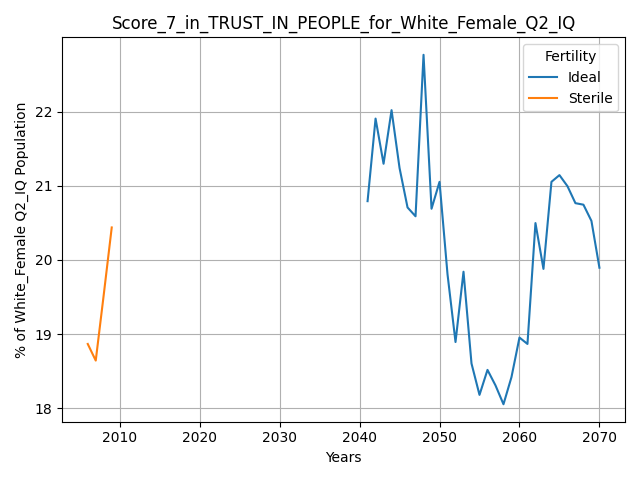 Score_7_in_TRUST_IN_PEOPLE_for_White_Female_Q2_IQ
Fertility
Ideal
Sterile
% of White_Female Q2_IQ Population
22
21
20
19
18
2010 2020 2030 2040 2050 2060 2070
Years